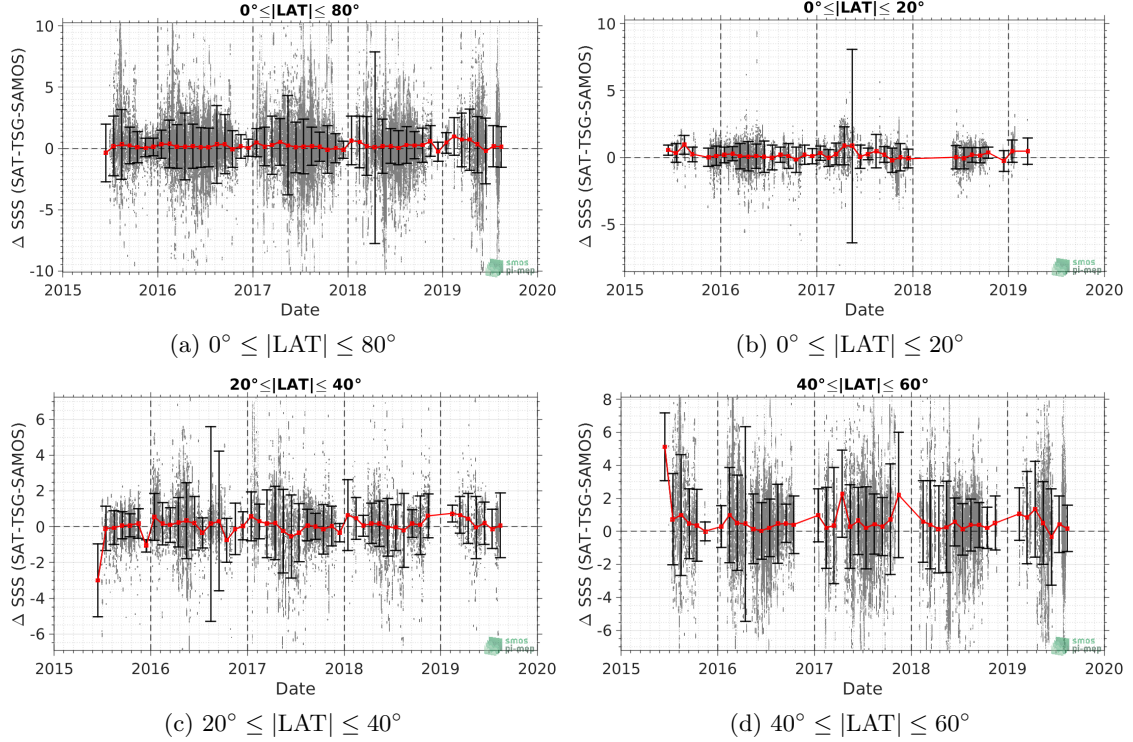 0°≤|LAT|≤ 80°
Δ SSS (SAT-TSG-SAMOS)
10
5
0
-5
-10
2015 2016 2017 2018 2019 2020
Date
smos
pi-mep
(a) 0° ≤ |LAT| ≤ 80°
0°≤|LAT|≤ 20°
Δ SSS (SAT-TSG-SAMOS)
10
5
0
-5
2015 2016 2017 2018 2019 2020
Date
smos
pi-mep
(b) 0° ≤ |LAT| ≤ 20°
20°≤|LAT|≤ 40°
Δ SSS (SAT-TSG-SAMOS)
6
4
2
0
-2
-4
-6
2015 2016 2017 2018 2019 2020
Date
smos
pi-mep
(c) 20° ≤ |LAT| ≤ 40°
40°≤|LAT|≤ 60°
Δ SSS (SAT-TSG-SAMOS)
8
6
4
2
0
-2
-4
-6
2015 2016 2017 2018 2019 2020
Date
smos
pi-mep
(d) 40° ≤ |LAT| ≤ 60°